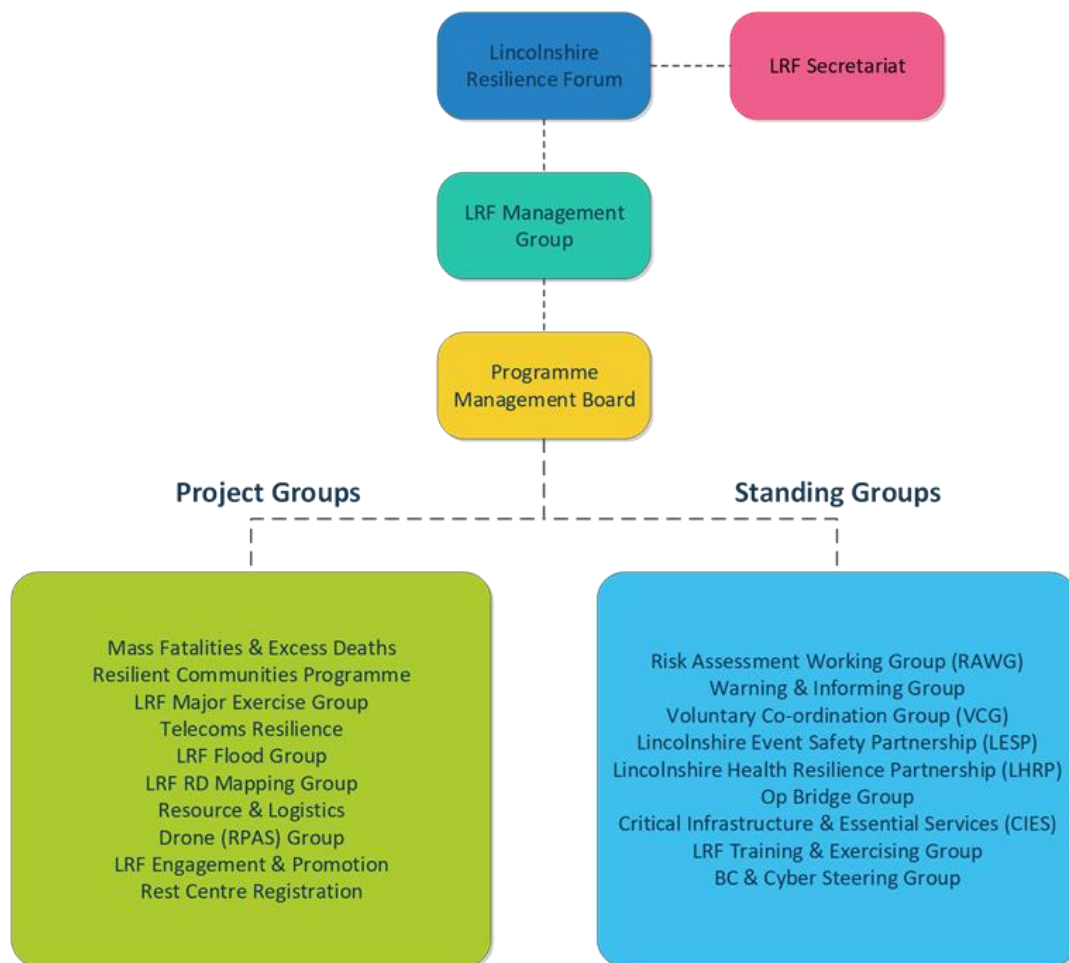 Lincolnshire
Resilience Forum
LRF Secretariat
LRF Management
Group
Programme
Management Board
Project Groups
Standing Groups
Mass Fatalities & Excess Deaths
Resilient Communities Programme
LRF Major Exercise Group
Telecoms Resilience
LRF Flood Group
LRF RD Mapping Group
Resource & Logistics
Drone (RPAS) Group
LRF Engagement & Promotion
Rest Centre Registration
Risk Assessment Working Group (RAWG)
Warning & Informing Group
Voluntary Co-ordination Group (VCG)
Lincolnshire Event Safety Partnership (LESP)
Lincolnshire Health Resilience Partnership (LHRP)
Op Bridge Group
Critical Infrastructure & Essential Services (CIES)
LRF Training & Exercising Group
BC & Cyber Steering Group